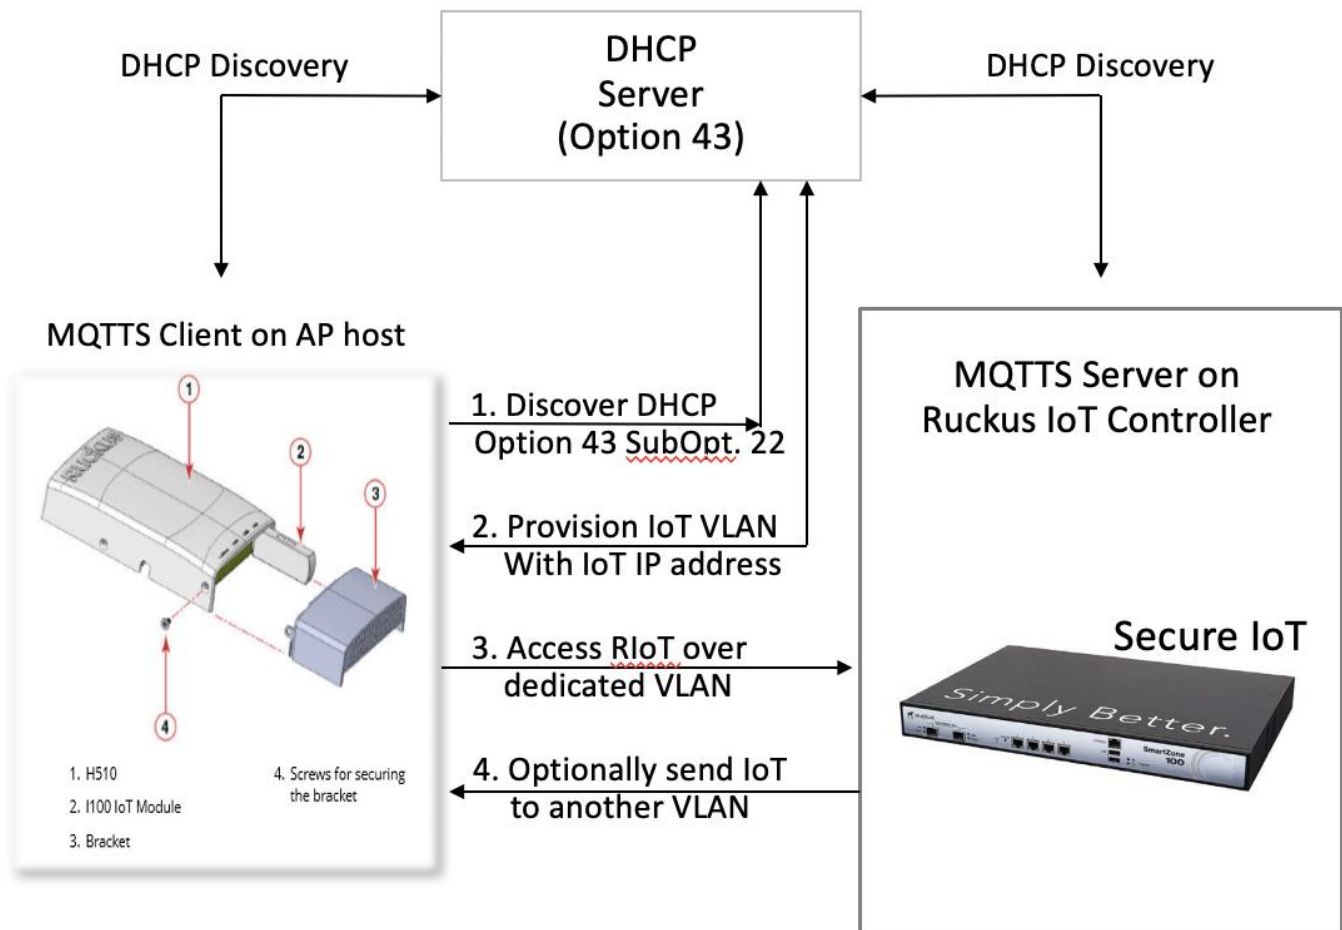 DHCP
Server
(Option 43)
DHCP Discovery
DHCP Discovery
MQTTS Client on AP host
1
2
3
4
RUCKUS
1. H510
2. I100 IoT Module
3. Bracket
4. Screws for securing
the bracket
1. Discover DHCP
Option 43 SubOpt. 22
2. Provision IoT VLAN
With IoT IP address
3. Access RIoT over
dedicated VLAN
4. Optionally send IoT
to another VLAN
MQTTS Server on
Ruckus IoT Controller
Secure IoT
Simply Better.
SmartZone
100